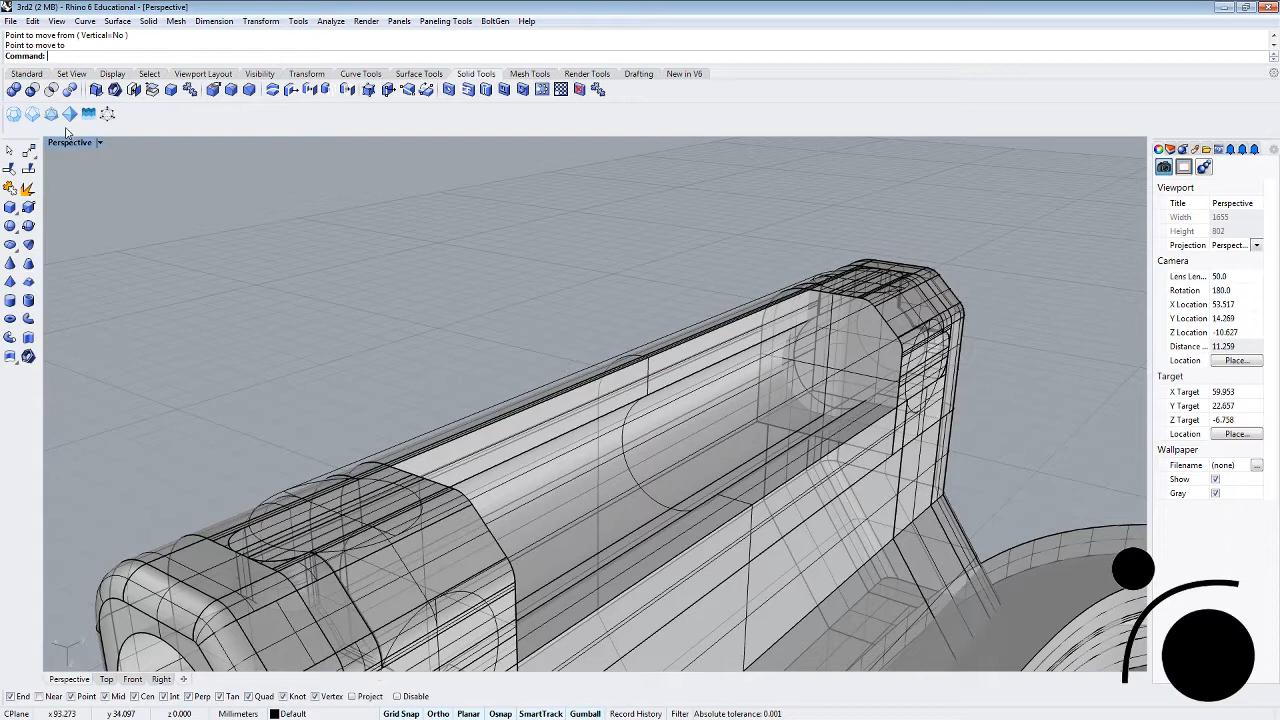 3rd2 (2 MB) - Rhino 6 Educational - [Perspective]
File Edit View Curve Surface Solid Mesh Dimension Transform Tools Analyze Render Panels Paneling Tools BoltGen Help
Point to move from ( Vertical=No )
Point to move to
Command:
Standard Set View Display Select Viewport Layout Visibility Transform Curve Tools Surface Tools Solid Tools Mesh Tools Render Tools Drafting New in V6
Perspective
Viewport
Title Perspective
Width 1655
Height 802
Projection Perspect...
Camera
Lens Len... 50.0
Rotation 180.0
X Location 53.517
Y Location 14.269
Z Location -10.627
Distance ... 11.259
Location Place...
Target
X Target 59.953
Y Target 22.657
Z Target -6.758
Location Place...
Wallpaper
Filename (none) ...
Show
Gray
Perspective Top Front Right
End Near Point Mid Cen Int Perp Tan Quad Knot Vertex Project Disable
CPlane x 93.273 y 34.097 z 0.000 Millimeters Default Grid Snap Ortho Planar Osnap SmartTrack Gumball Record History Filter Absolute tolerance: 0.001